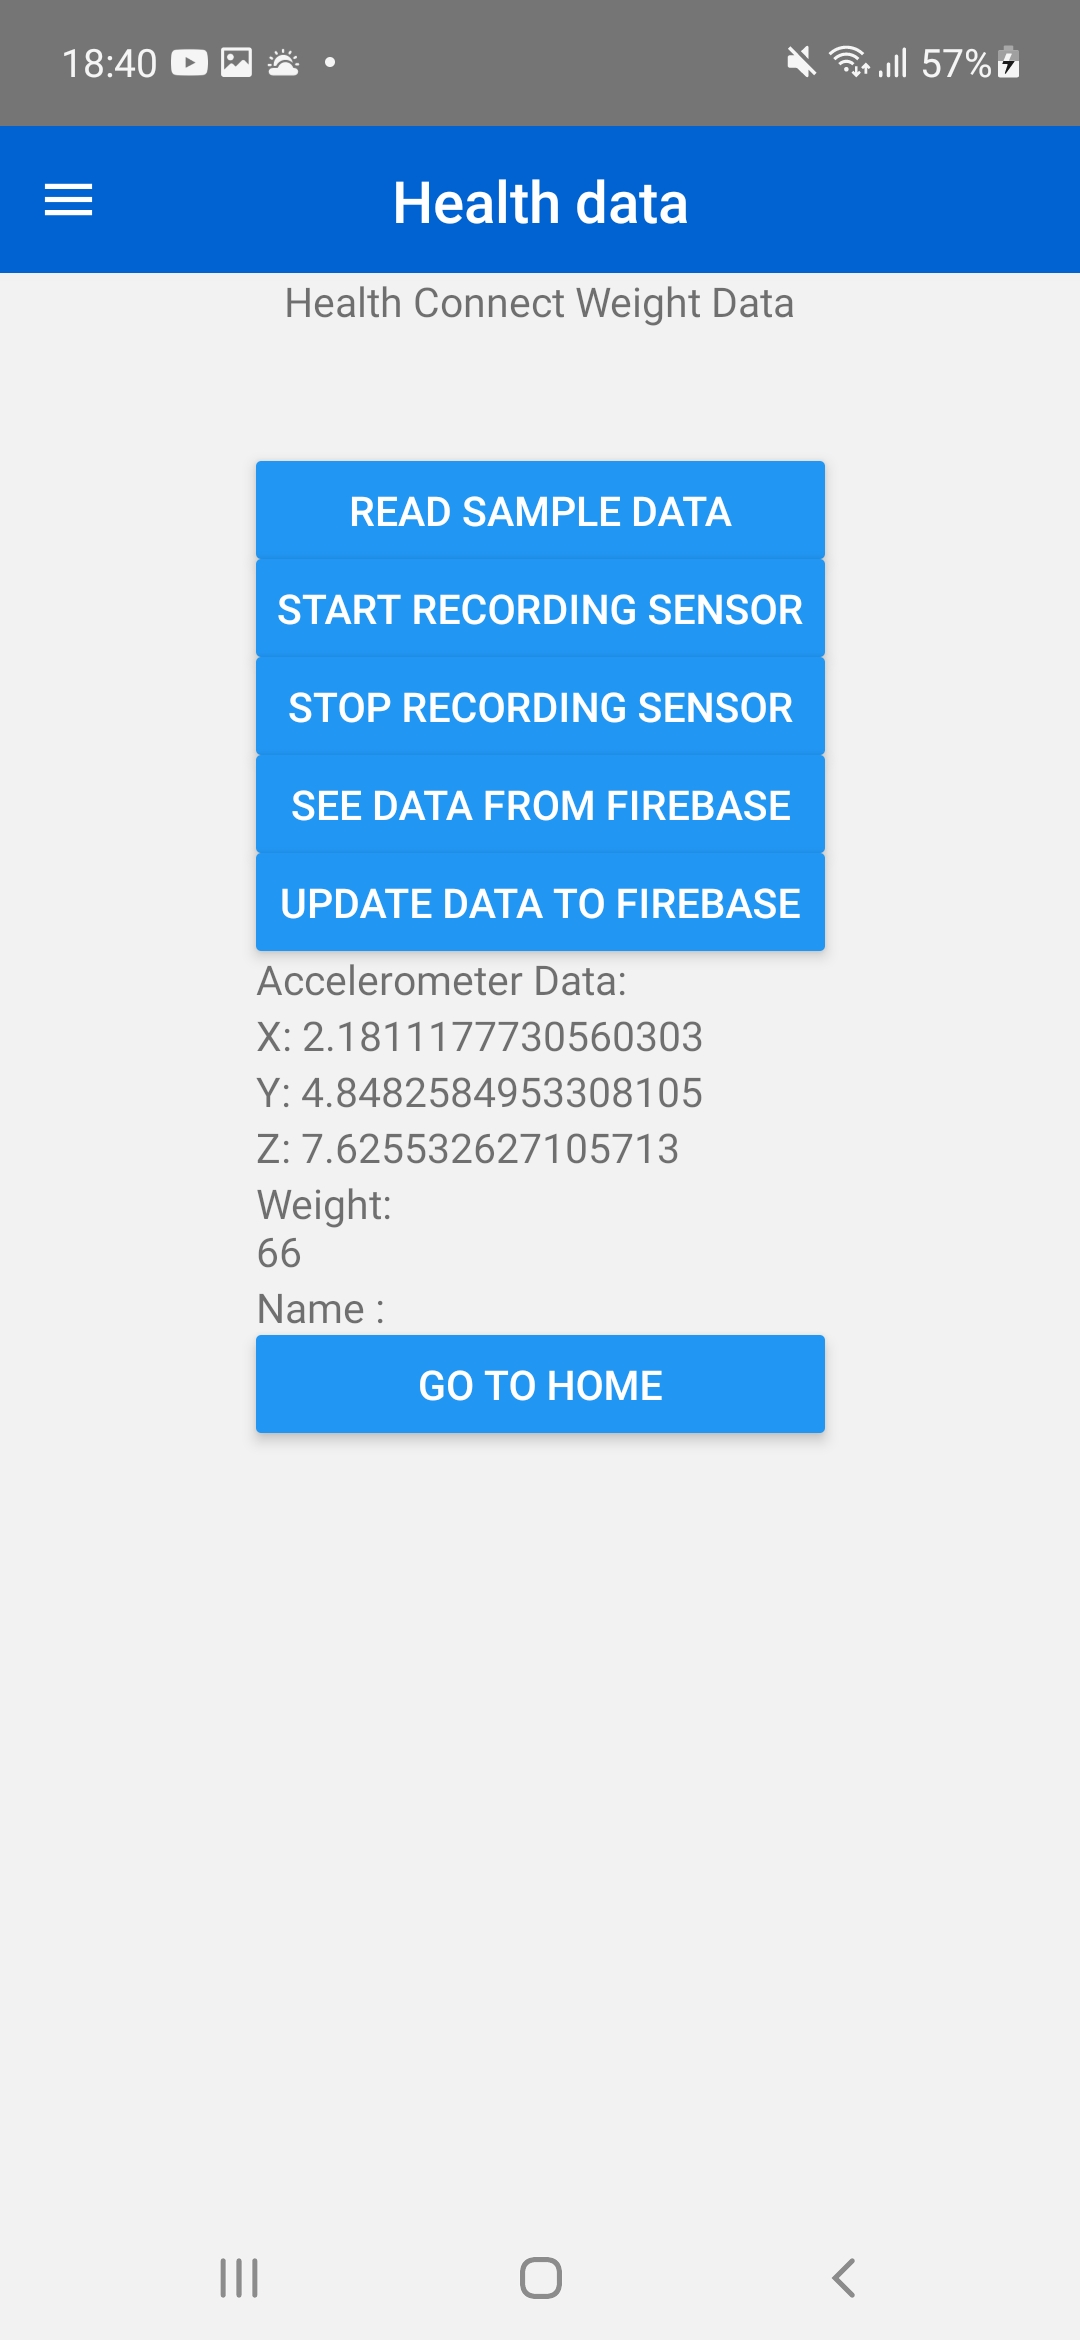 18:40 57%
Health data
Health Connect Weight Data
READ SAMPLE DATA
START RECORDING SENSOR
STOP RECORDING SENSOR
SEE DATA FROM FIREBASE
UPDATE DATA TO FIREBASE
Accelerometer Data:
X: 2.1811177730560303
Y: 4.8482584953308105
Z: 7.625532627105713
Weight:
66
Name :
GO TO HOME